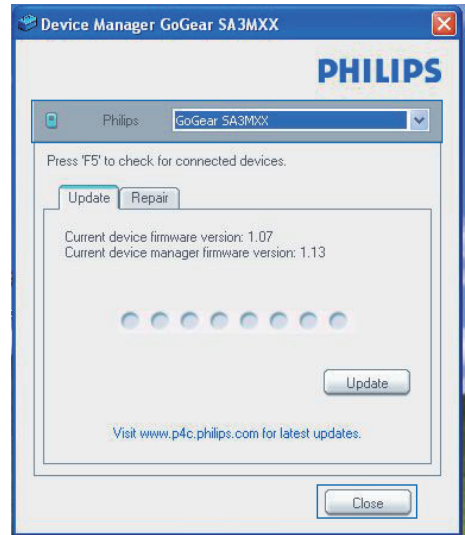 Device Manager GoGear SA3MXX
PHILIPS
Philips GoGear SA3MXX
Press 'F5' to check for connected devices.
Update Repair
Current device firmware version: 1.07
Current device manager firmware version: 1.13
Update
Visit www.p4c.philips.com for latest updates.
Close